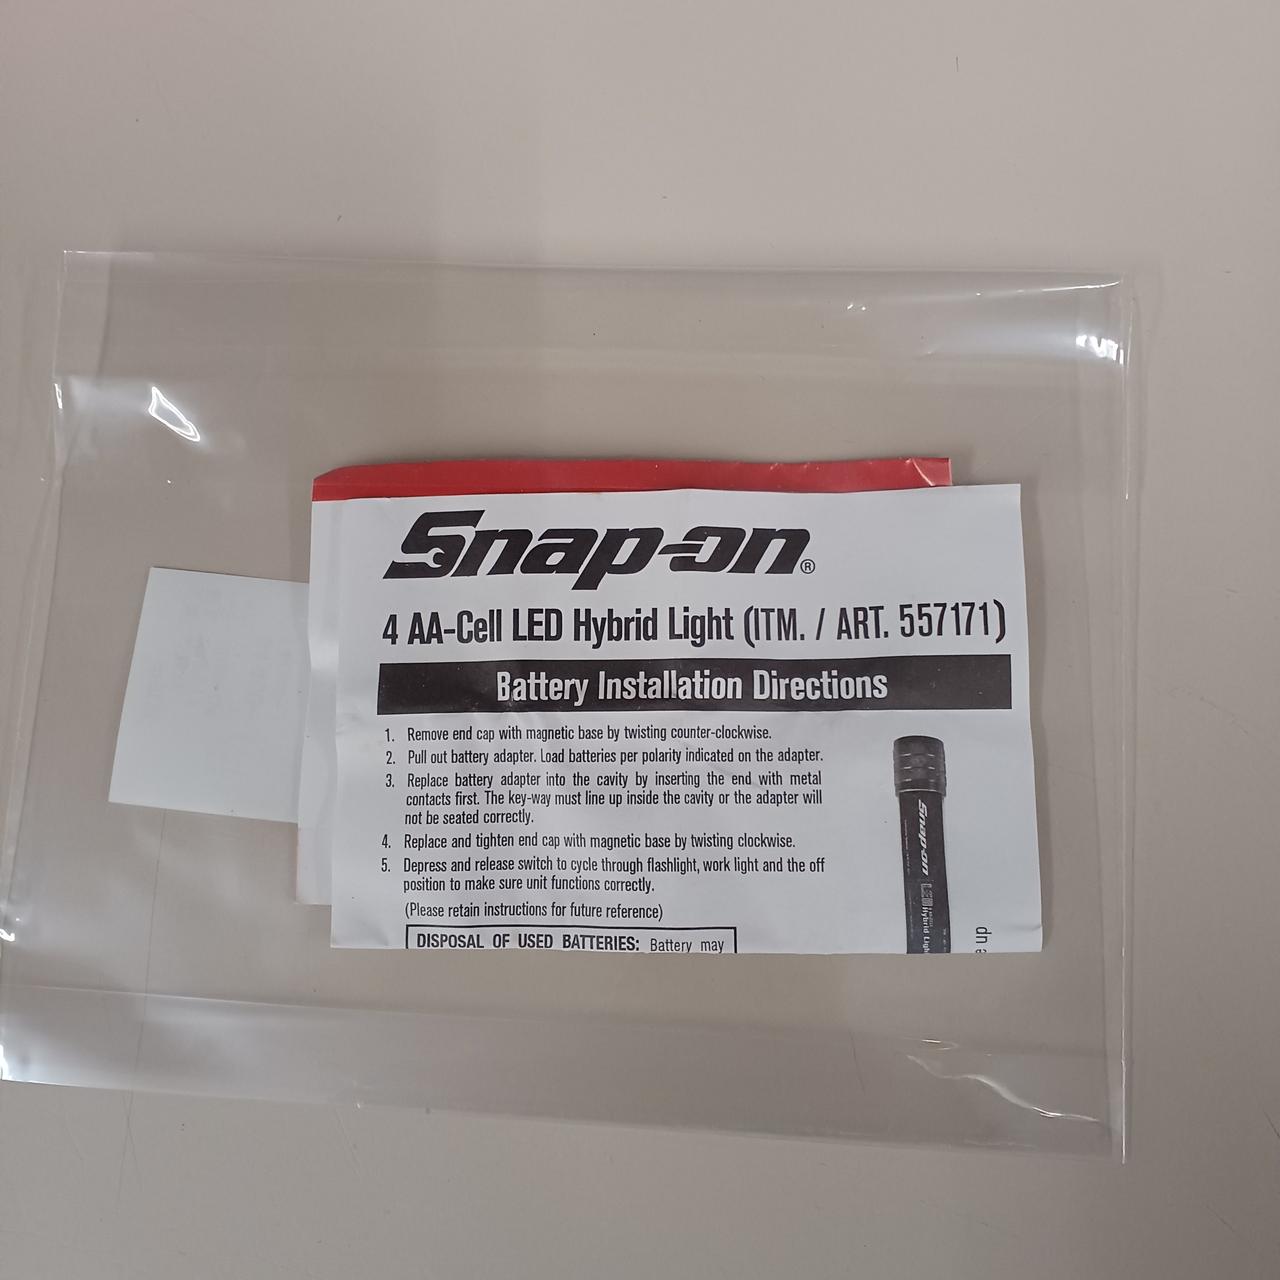 Snap-on®
4 AA-Cell LED Hybrid Light (ITM. / ART. 557171)
Battery Installation Directions
1. Remove end cap with magnetic base by twisting counter-clockwise.
2. Pull out battery adapter. Load batteries per polarity indicated on the adapter.
3. Replace battery adapter into the cavity by inserting the end with metal
contacts first. The key-way must line up inside the cavity or the adapter will
not be seated correctly.
4. Replace and tighten end cap with magnetic base by twisting clockwise.
5. Depress and release switch to cycle through flashlight, work light and the off
position to make sure unit functions correctly.
(Please retain instructions for future reference)
DISPOSAL OF USED BATTERIES: Battery may
Snap-on
LED Hybrid Light
up